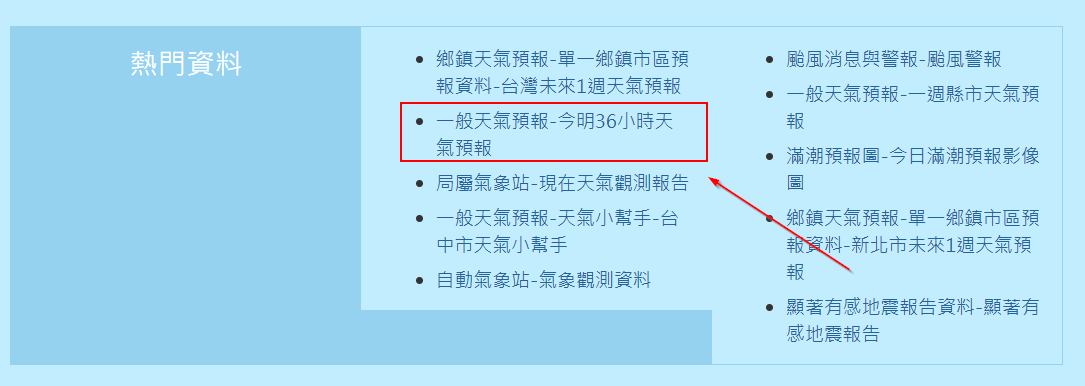 熱門資料
鄉鎮天氣預報-單一鄉鎮市區預
報資料-台灣未來1週天氣預報
一般天氣預報-今明36小時天
氣預報
局屬氣象站-現在天氣觀測報告
一般天氣預報-天氣小幫手-台
中市天氣小幫手
自動氣象站-氣象觀測資料
颱風消息與警報-颱風警報
一般天氣預報-一週縣市天氣預
報
滿潮預報圖-今日滿潮預報影像
圖
鄉鎮天氣預報-單一鄉鎮市區預
報資料-新北市未來1週天氣預
報
顯著有感地震報告資料-顯著有
感地震報告